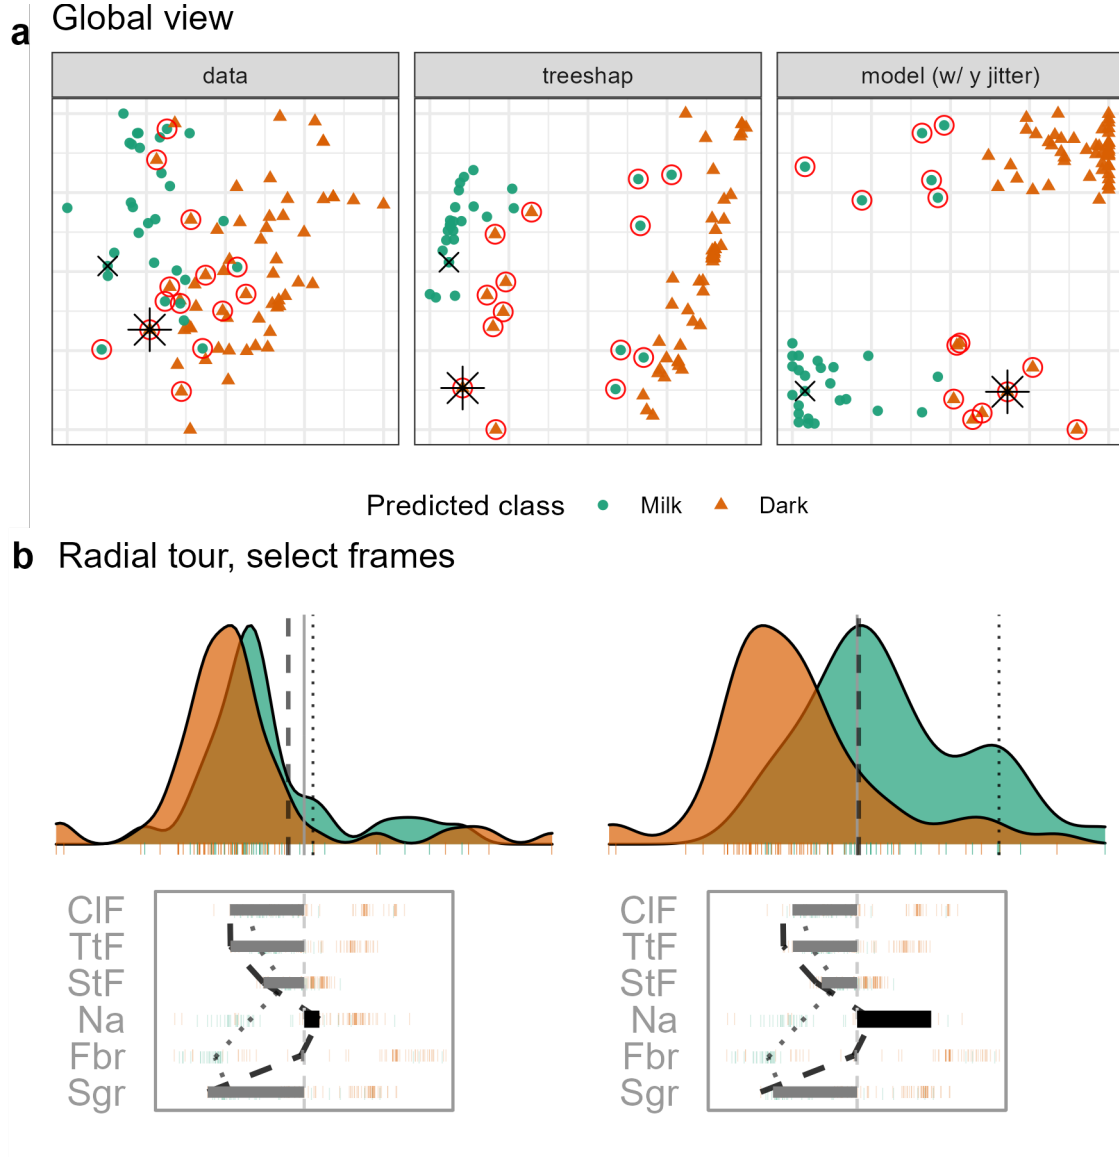 a Global view
data treeshap model (w/ y jitter)
Predicted class Milk Dark
b Radial tour, select frames
ClF ClF
TtF TtF
StF StF
Na Na
Fbr Fbr
Sgr Sgr